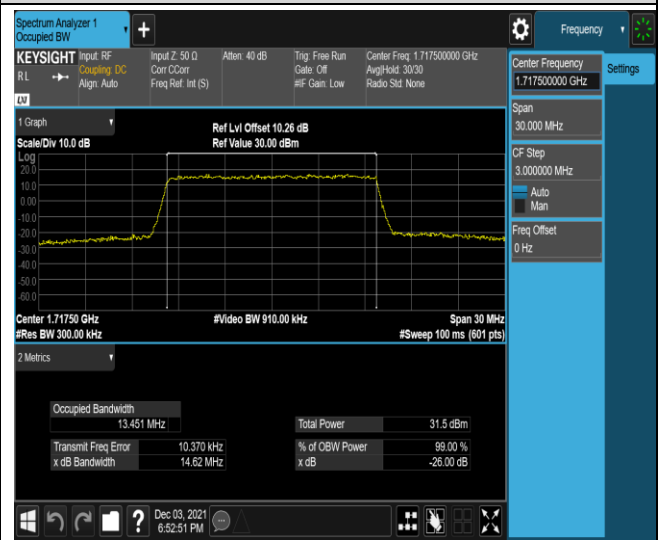 Spectrum Analyzer 1
Occupied BW
+
Frequency
KEYSIGHT
RL
LXI
Input: RF
Coupling: DC
Align: Auto
Input Z: 50 Ω
Corr CCorr
Freq Ref: Int (S)
Atten: 40 dB
Trig: Free Run
Gate: Off
#IF Gain: Low
Center Freq: 1.717500000 GHz
Avg|Hold: 30/30
Radio Std: None
Center Frequency
1.717500000 GHz
Settings
Span
30.000 MHz
CF Step
3.000000 MHz
Auto
Man
Freq Offset
0 Hz
1 Graph
Scale/Div 10.0 dB
Ref Lvl Offset 10.26 dB
Ref Value 30.00 dBm
Log
20.0
10.0
0.00
-10.0
-20.0
-30.0
-40.0
-50.0
-60.0
Center 1.71750 GHz
#Res BW 300.00 kHz
#Video BW 910.00 kHz
Span 30 MHz
#Sweep 100 ms (601 pts)
2 Metrics
Occupied Bandwidth
13.451 MHz
Total Power 31.5 dBm
Transmit Freq Error 10.370 kHz
% of OBW Power 99.00 %
x dB Bandwidth 14.62 MHz
x dB -26.00 dB
?
Dec 03, 2021
6:52:51 PM